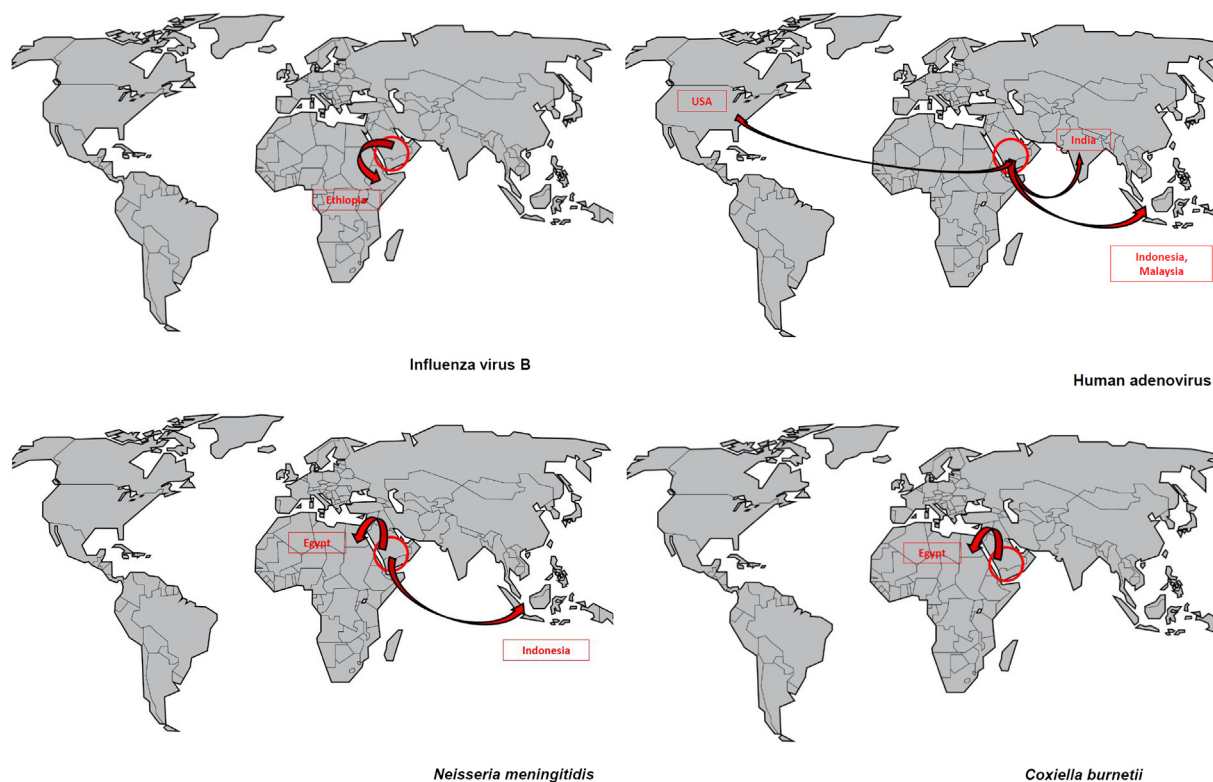 Ethiopia
Influenza virus B
USA
India
Indonesia,
Malaysia
Human adenovirus
Egypt
Indonesia
Neisseria meningitidis
Egypt
Coxiella burnetii